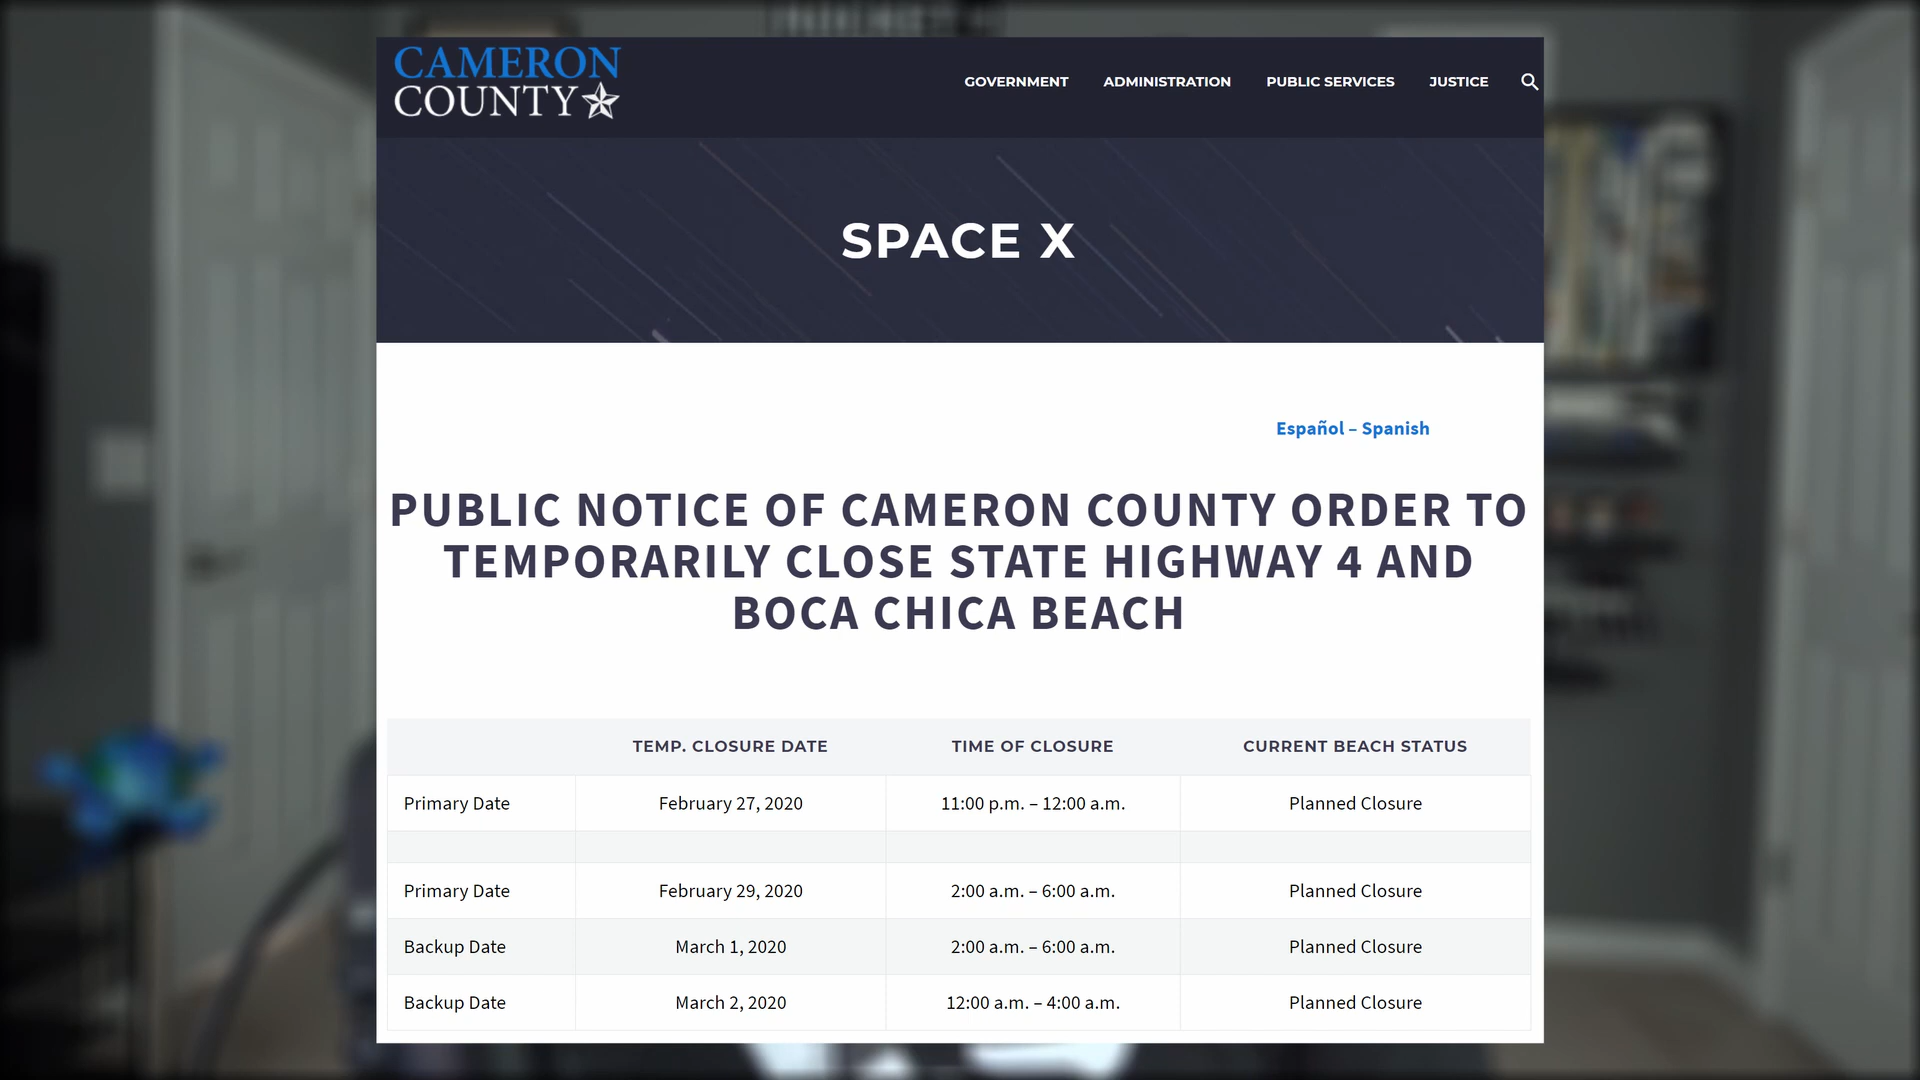 CAMERON
COUNTY
GOVERNMENT ADMINISTRATION PUBLIC SERVICES JUSTICE
SPACE X
Español – Spanish
PUBLIC NOTICE OF CAMERON COUNTY ORDER TO
TEMPORARILY CLOSE STATE HIGHWAY 4 AND
BOCA CHICA BEACH
TEMP. CLOSURE DATE TIME OF CLOSURE CURRENT BEACH STATUS
Primary Date February 27, 2020 11:00 p.m. – 12:00 a.m. Planned Closure
Primary Date February 29, 2020 2:00 a.m. – 6:00 a.m. Planned Closure
Backup Date March 1, 2020 2:00 a.m. – 6:00 a.m. Planned Closure
Backup Date March 2, 2020 12:00 a.m. – 4:00 a.m. Planned Closure